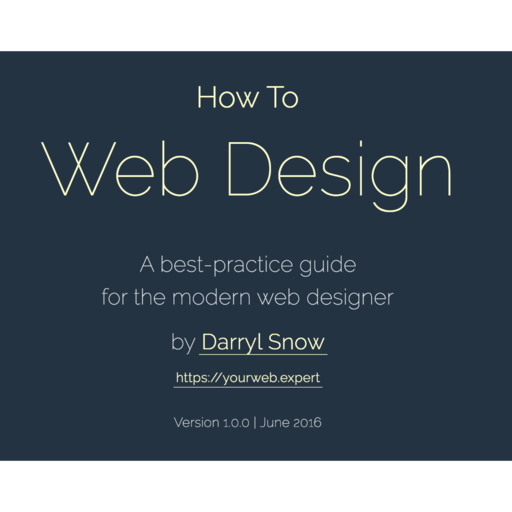 How To
Web Design
A best-practice guide
for the modern web designer
by Darryl Snow
https://yourweb.expert
Version 1.0.0 | June 2016